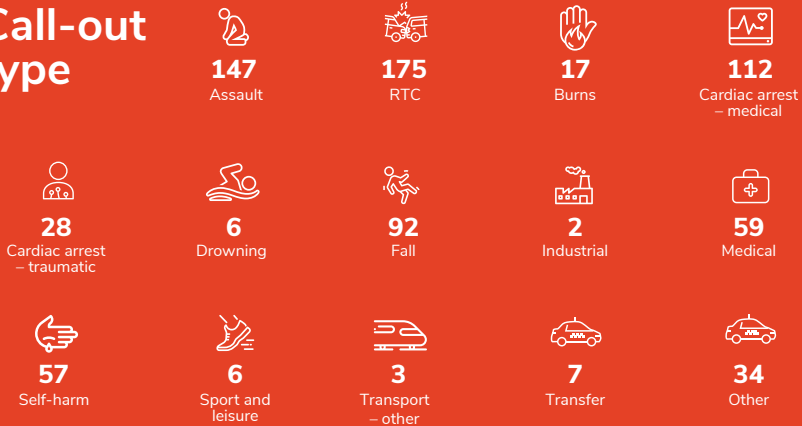 Call-out
type
147
Assault
175
RTC
17
Burns
112
Cardiac arrest
– medical
28
Cardiac arrest
– traumatic
6
Drowning
92
Fall
2
Industrial
59
Medical
57
Self-harm
6
Sport and
leisure
3
Transport
– other
7
Transfer
34
Other